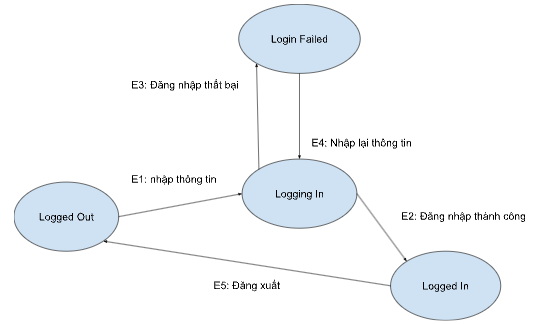 Login Failed
E3: Đăng nhập thất bại
E4: Nhập lại thông tin
E1: nhập thông tin
Logging In
Logged Out
E2: Đăng nhập thành công
E5: Đăng xuất
Logged In